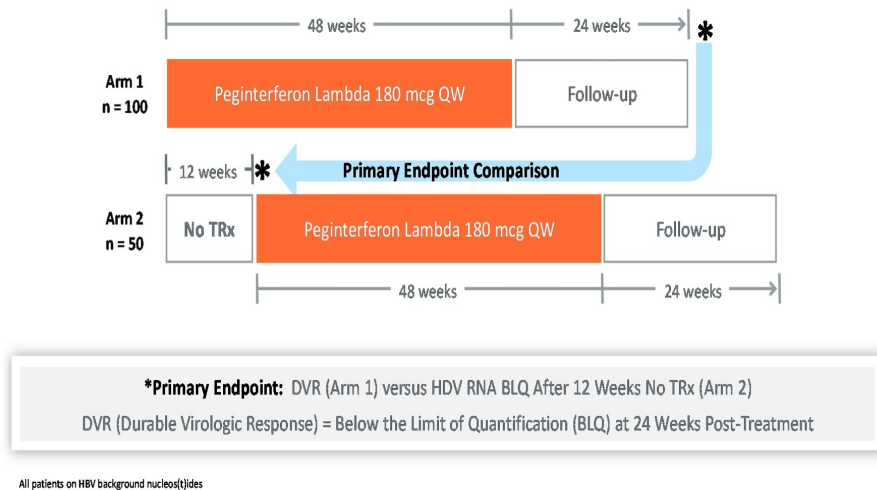 48 weeks
24 weeks
*
Arm 1
n = 100
Peginterferon Lambda 180 mcg QW
Follow-up
12 weeks
*
Primary Endpoint Comparison
Arm 2
n = 50
No TRx
Peginterferon Lambda 180 mcg QW
Follow-up
48 weeks
24 weeks
*Primary Endpoint: DVR (Arm 1) versus HDV RNA BLQ After 12 Weeks No TRx (Arm 2)
DVR (Durable Virologic Response) = Below the Limit of Quantification (BLQ) at 24 Weeks Post-Treatment
All patients on HBV background nucleos(t)ides